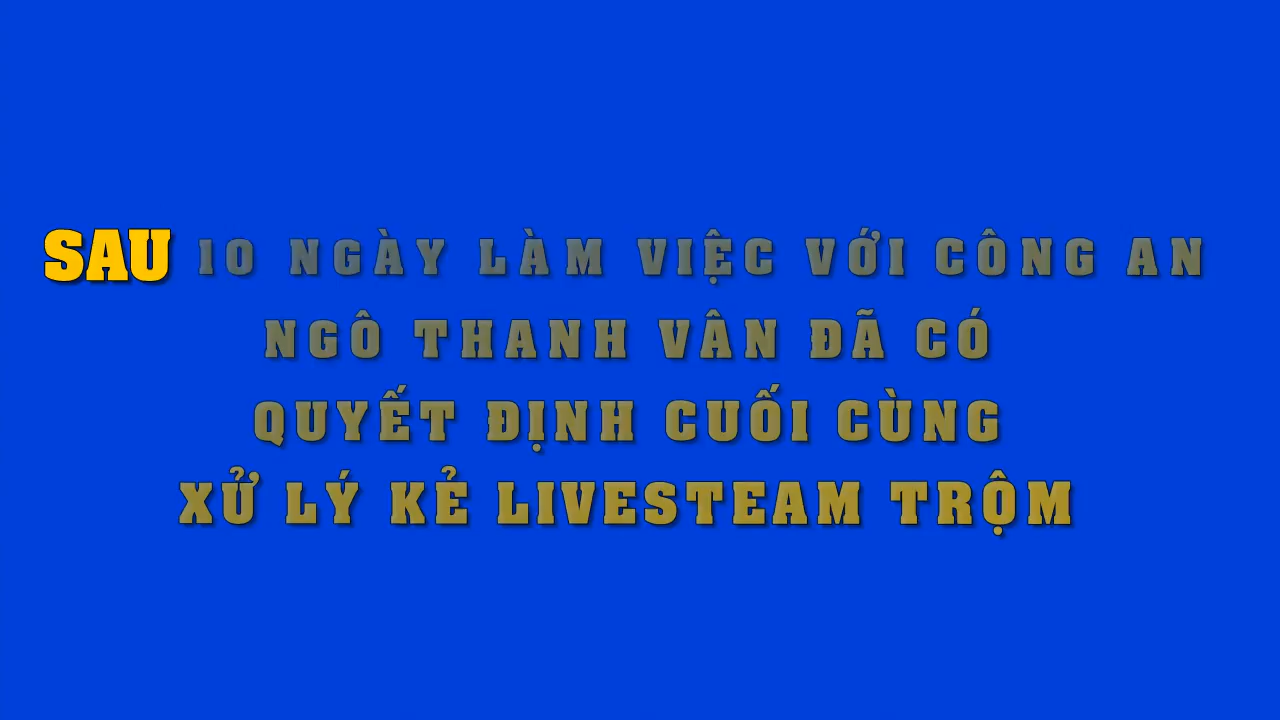 SAU 10 NGÀY LÀM VIỆC VỚI CÔNG AN
NGÔ THANH VÂN ĐÃ CÓ
QUYẾT ĐỊNH CUỐI CÙNG
XỬ LÝ KẺ LIVESTEAM TRỘM